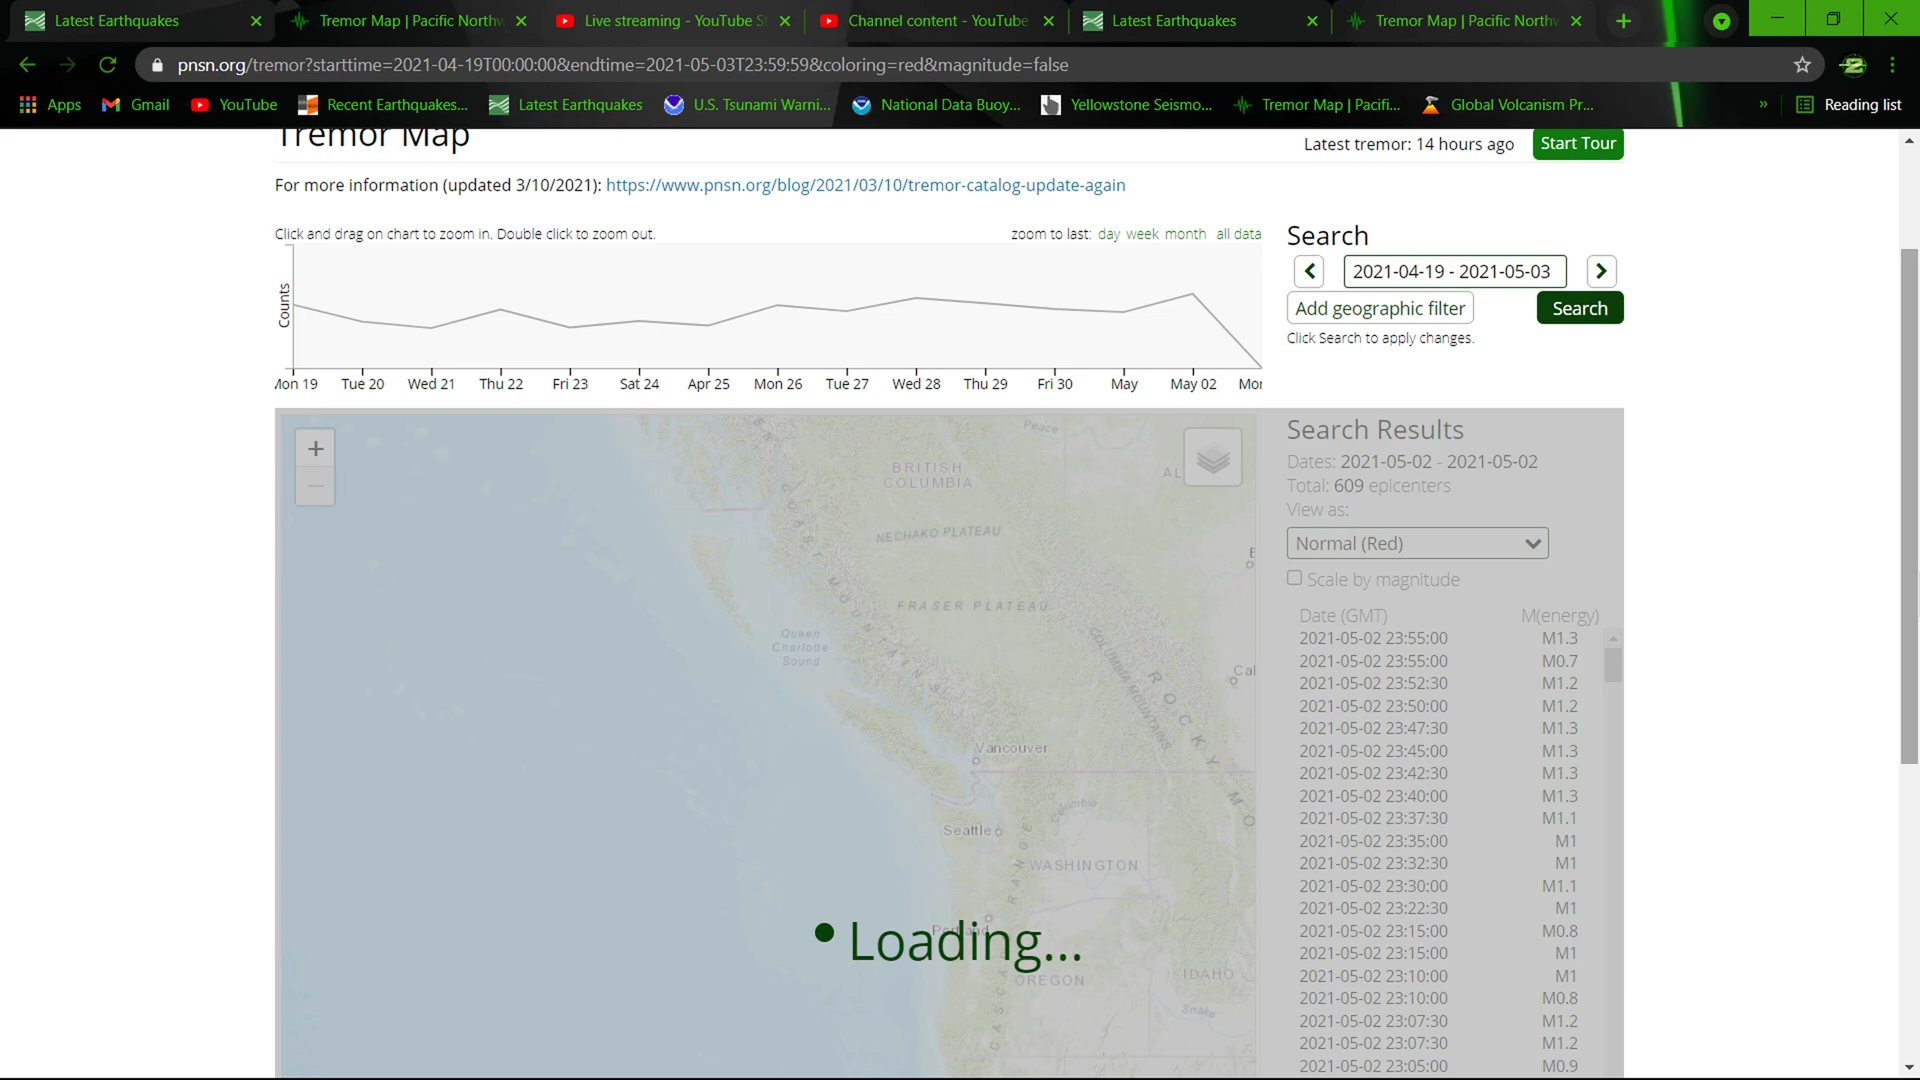 Latest Earthquakes
Tremor Map | Pacific Northw
Live streaming - YouTube S
Channel content - YouTube
Latest Earthquakes
Tremor Map | Pacific Northw
pnsn.org/tremor?starttime=2021-04-19T00:00:00&endtime=2021-05-03T23:59:59&coloring=red&magnitude=false
Apps
Gmail
YouTube
Recent Earthquakes...
Latest Earthquakes
U.S. Tsunami Warni...
National Data Buoy...
Yellowstone Seismo...
Tremor Map | Pacifi...
Global Volcanism Pr...
»
Reading list
Tremor Map
Latest tremor: 14 hours ago
Start Tour
For more information (updated 3/10/2021): https://www.pnsn.org/blog/2021/03/10/tremor-catalog-update-again
Click and drag on chart to zoom in. Double click to zoom out.
zoom to last: day week month all data
Counts
Mon 19 Tue 20 Wed 21 Thu 22 Fri 23 Sat 24 Apr 25 Mon 26 Tue 27 Wed 28 Thu 29 Fri 30 May May 02 Mon
Search
2021-04-19 - 2021-05-03
Add geographic filter
Search
Click Search to apply changes.
+
−
Peace
BRITISH
COLUMBIA
AL
NECHAKO PLATEAU
COAST MOUNTAINS
FRASER PLATEAU
Queen
Charlotte
Sound
COLUMBIA MOUNTAINS
ROCKY MO
E
Cal
Vancouver
Columbia
Seattle
WASHINGTON
Portland
CASCADE RANGE
OREGON
IDAHO
Snake
Loading...
Search Results
Dates: 2021-05-02 - 2021-05-02
Total: 609 epicenters
View as:
Normal (Red)
Scale by magnitude
Date (GMT) M(energy)
2021-05-02 23:55:00 M1.3
2021-05-02 23:55:00 M0.7
2021-05-02 23:52:30 M1.2
2021-05-02 23:50:00 M1.2
2021-05-02 23:47:30 M1.3
2021-05-02 23:45:00 M1.3
2021-05-02 23:42:30 M1.3
2021-05-02 23:40:00 M1.3
2021-05-02 23:37:30 M1.1
2021-05-02 23:35:00 M1
2021-05-02 23:32:30 M1
2021-05-02 23:30:00 M1.1
2021-05-02 23:22:30 M1
2021-05-02 23:15:00 M0.8
2021-05-02 23:15:00 M1
2021-05-02 23:10:00 M1
2021-05-02 23:10:00 M0.8
2021-05-02 23:07:30 M1.2
2021-05-02 23:07:30 M1.2
2021-05-02 23:05:00 M0.9